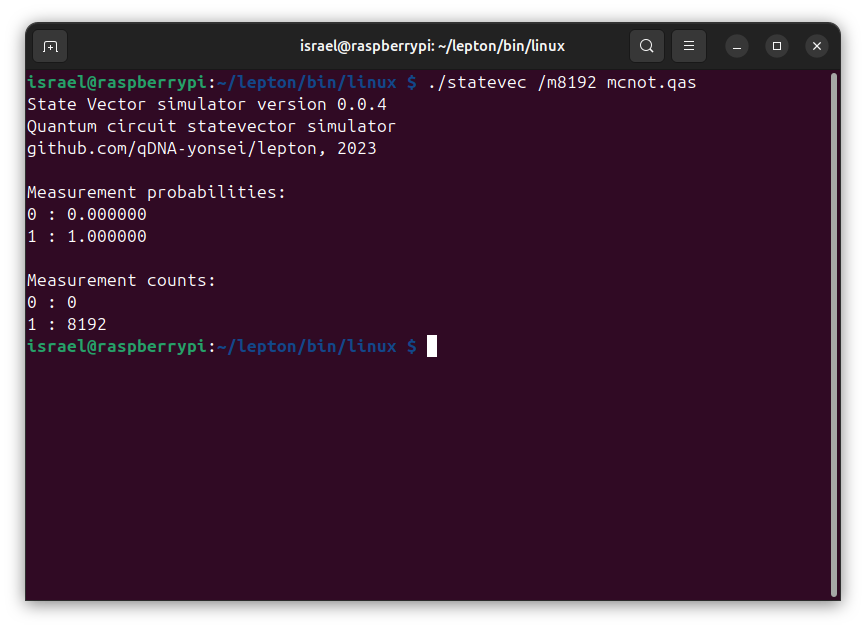 israel@raspberrypi: ~/lepton/bin/linux
israel@raspberrypi:~/lepton/bin/linux $ ./statevec /m8192 mcnot.qas
State Vector simulator version 0.0.4
Quantum circuit statevector simulator
github.com/qDNA-yonsei/lepton, 2023
Measurement probabilities:
0 : 0.000000
1 : 1.000000
Measurement counts:
0 : 0
1 : 8192
israel@raspberrypi:~/lepton/bin/linux $